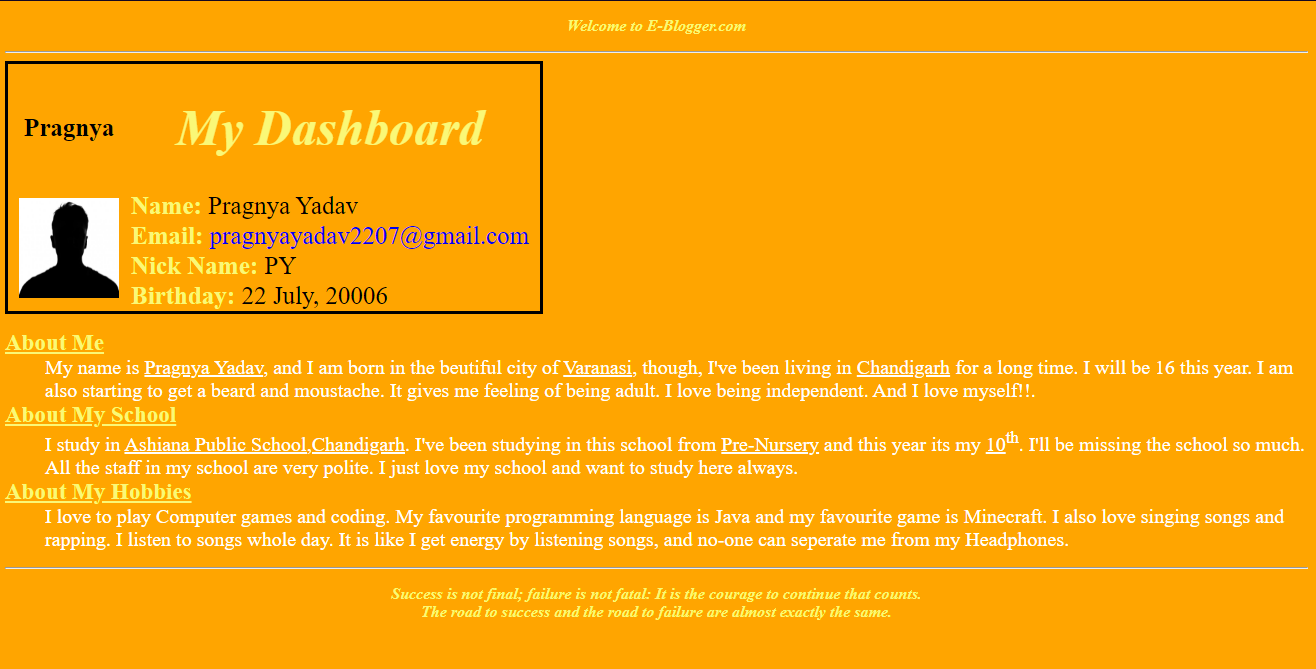 Welcome to E-Blogger.com
Pragnya
My Dashboard
Name: Pragnya Yadav
Email: pragnyayadav2207@gmail.com
Nick Name: PY
Birthday: 22 July, 20006
About Me
My name is Pragnya Yadav, and I am born in the beutiful city of Varanasi, though, I've been living in Chandigarh for a long time. I will be 16 this year. I am
also starting to get a beard and moustache. It gives me feeling of being adult. I love being independent. And I love myself!!.
About My School
I study in Ashiana Public School,Chandigarh. I've been studying in this school from Pre-Nursery and this year its my 10th. I'll be missing the school so much.
All the staff in my school are very polite. I just love my school and want to study here always.
About My Hobbies
I love to play Computer games and coding. My favourite programming language is Java and my favourite game is Minecraft. I also love singing songs and
rapping. I listen to songs whole day. It is like I get energy by listening songs, and no-one can seperate me from my Headphones.
Success is not final; failure is not fatal: It is the courage to continue that counts.
The road to success and the road to failure are almost exactly the same.